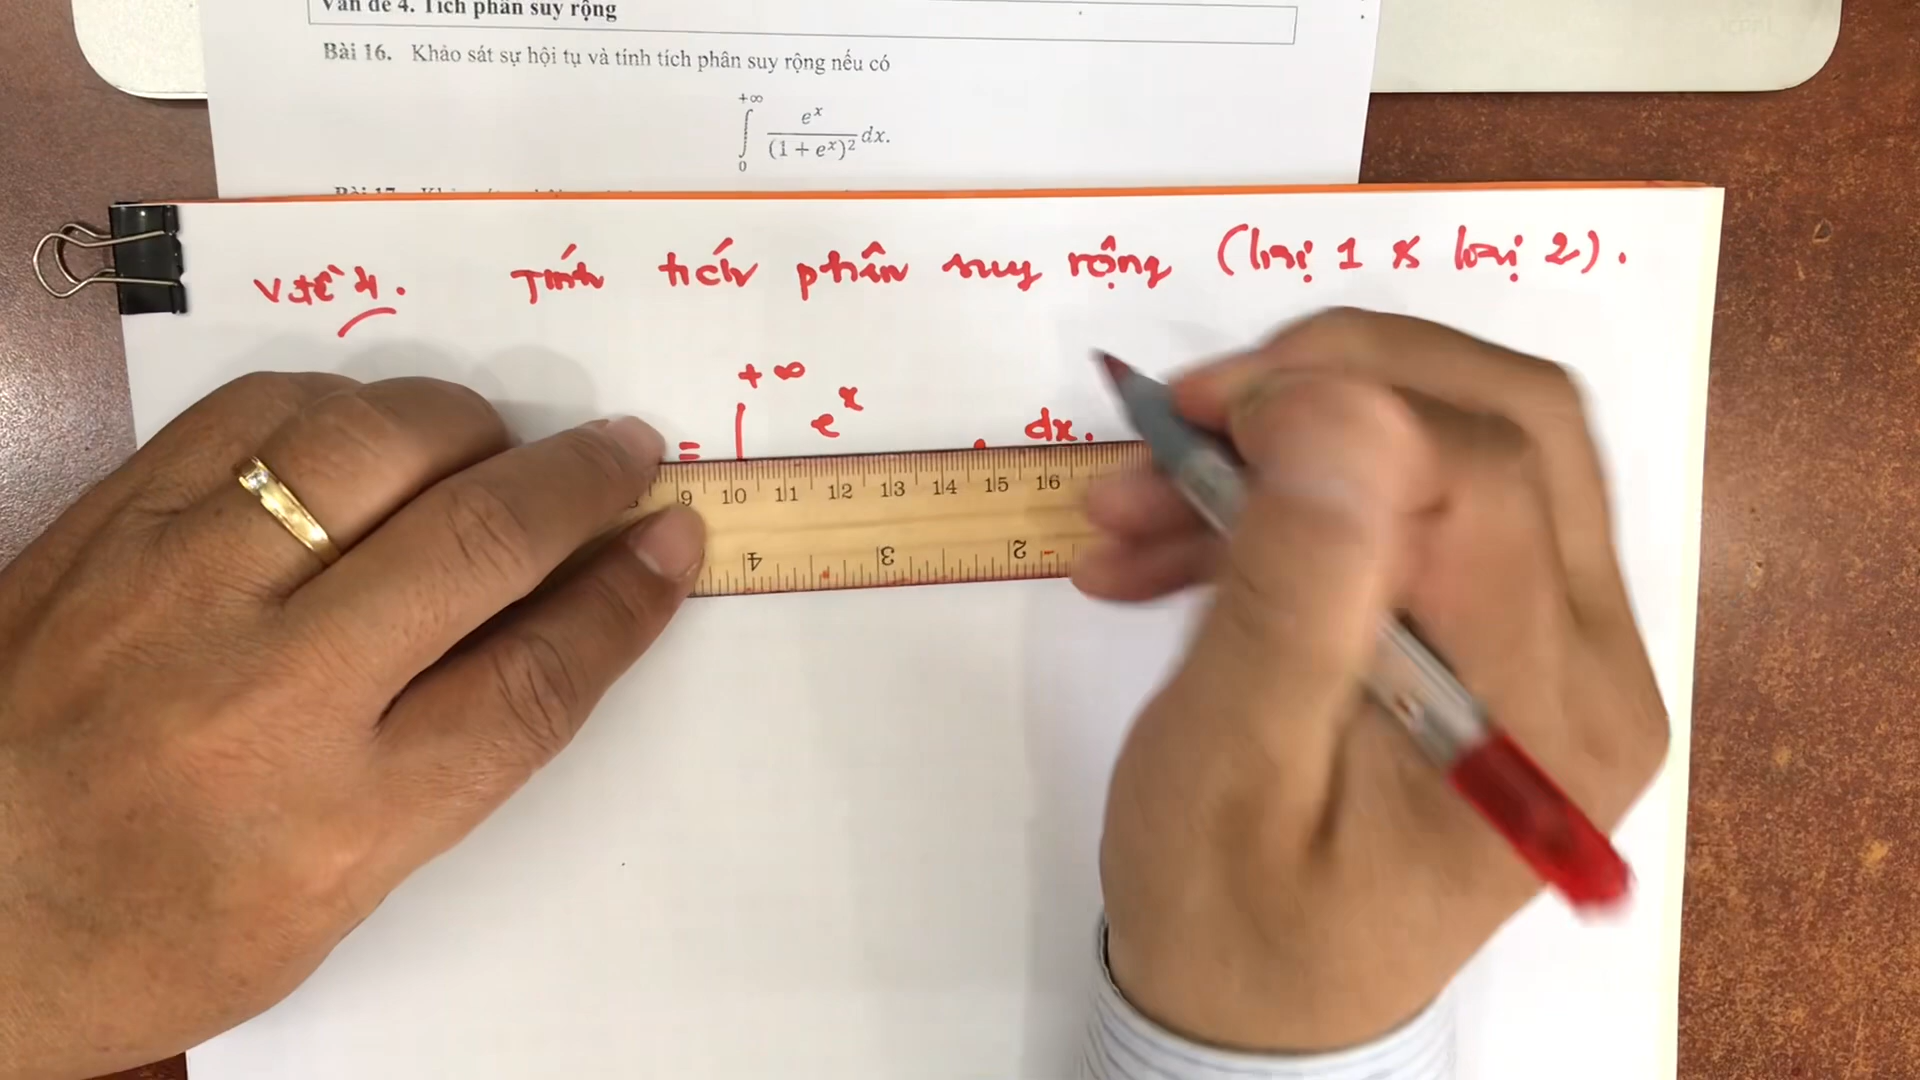 Vấn đề 4. Tích phân suy rộng
Bài 16. Khảo sát sự hội tụ và tính tích phân suy rộng nếu có
+∞
∫ e^x / (1 + e^x)² dx.
0
Vđề 4. Tính tích phân suy rộng (loại 1 & loại 2).
+∞
= ∫ e^x . dx.
9 10 11 12 13 14 15 16
4 3 2